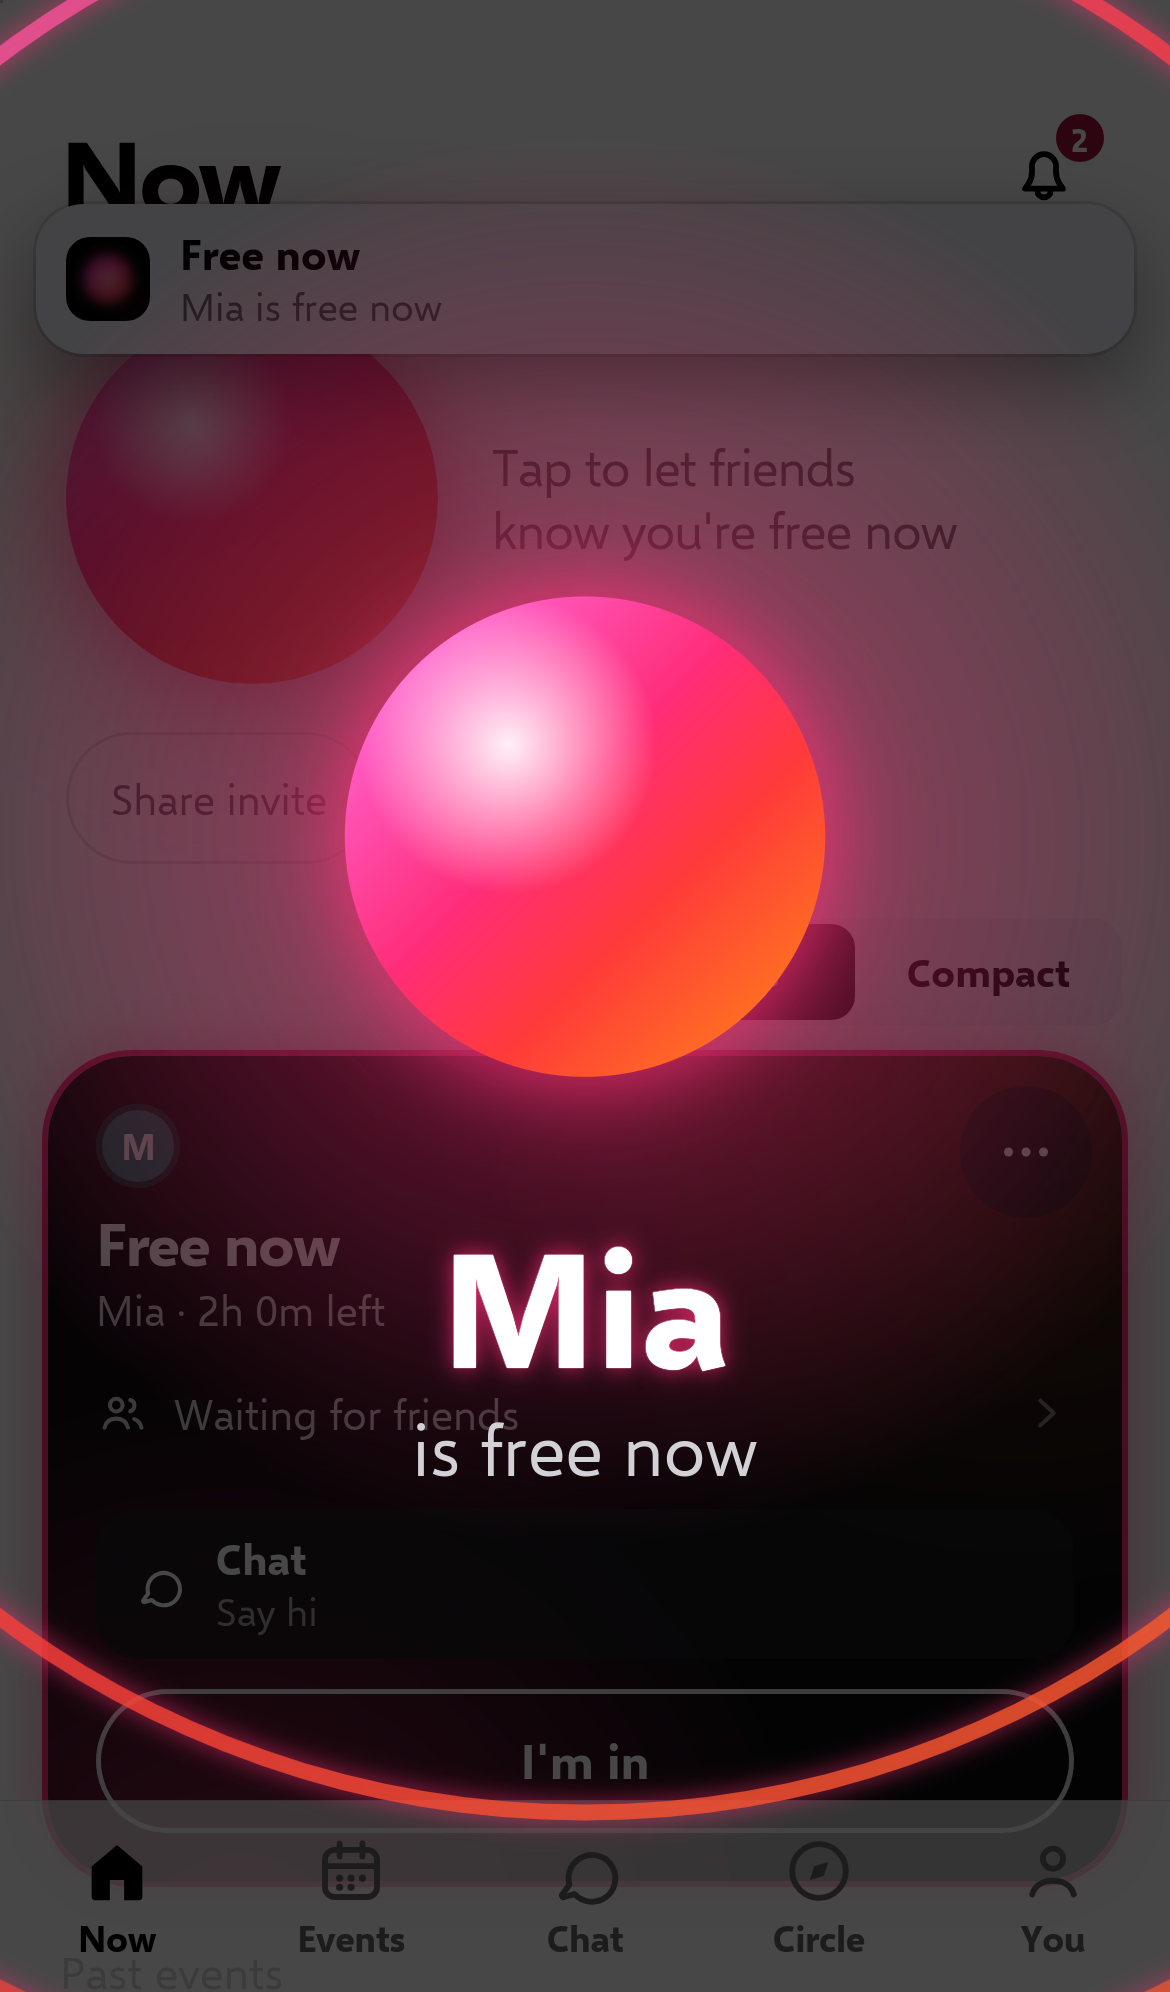 Now
2
Free now
Mia is free now
Tap to let friends
know you're free now
Share invite
Compact
M
Free now
Mia · 2h 0m left
Mia
Waiting for friends
is free now
Chat
Say hi
I'm in
Now
Events
Chat
Circle
You
Past events